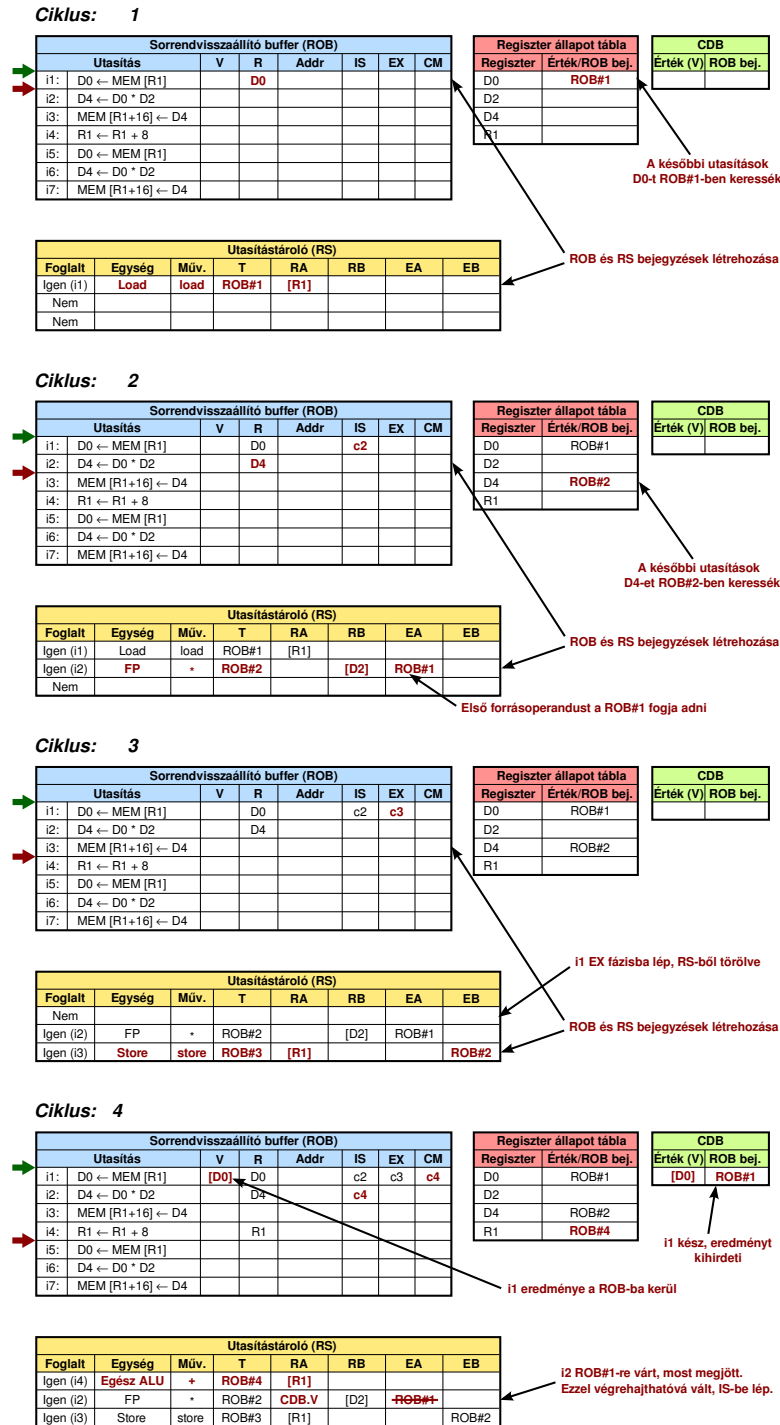 Ciklus: 1
Sorrendvisszaállító buffer (ROB)
Utasítás V R Addr IS EX CM
i1: D0 ← MEM [R1] D0
i2: D4 ← D0 * D2
i3: MEM [R1+16] ← D4
i4: R1 ← R1 + 8
i5: D0 ← MEM [R1]
i6: D4 ← D0 * D2
i7: MEM [R1+16] ← D4
Regiszter állapot tábla
Regiszter Érték/ROB bej.
D0 ROB#1
D2
D4
R1
CDB
Érték (V) ROB bej.
A későbbi utasítások
D0-t ROB#1-ben keressék
ROB és RS bejegyzések létrehozása
Utasítástároló (RS)
Foglalt Egység Műv. T RA RB EA EB
Igen (i1) Load load ROB#1 [R1]
Nem
Nem
Ciklus: 2
Sorrendvisszaállító buffer (ROB)
Utasítás V R Addr IS EX CM
i1: D0 ← MEM [R1] D0 c2
i2: D4 ← D0 * D2 D4
i3: MEM [R1+16] ← D4
i4: R1 ← R1 + 8
i5: D0 ← MEM [R1]
i6: D4 ← D0 * D2
i7: MEM [R1+16] ← D4
Regiszter állapot tábla
Regiszter Érték/ROB bej.
D0 ROB#1
D2
D4 ROB#2
R1
CDB
Érték (V) ROB bej.
A későbbi utasítások
D4-et ROB#2-ben keressék
ROB és RS bejegyzések létrehozása
Utasítástároló (RS)
Foglalt Egység Műv. T RA RB EA EB
Igen (i1) Load load ROB#1 [R1]
Igen (i2) FP * ROB#2 [D2] ROB#1
Nem
Első forrásoperandust a ROB#1 fogja adni
Ciklus: 3
Sorrendvisszaállító buffer (ROB)
Utasítás V R Addr IS EX CM
i1: D0 ← MEM [R1] D0 c2 c3
i2: D4 ← D0 * D2 D4
i3: MEM [R1+16] ← D4
i4: R1 ← R1 + 8
i5: D0 ← MEM [R1]
i6: D4 ← D0 * D2
i7: MEM [R1+16] ← D4
Regiszter állapot tábla
Regiszter Érték/ROB bej.
D0 ROB#1
D2
D4 ROB#2
R1
CDB
Érték (V) ROB bej.
i1 EX fázisba lép, RS-ből törölve
ROB és RS bejegyzések létrehozása
Utasítástároló (RS)
Foglalt Egység Műv. T RA RB EA EB
Nem
Igen (i2) FP * ROB#2 [D2] ROB#1
Igen (i3) Store store ROB#3 [R1] ROB#2
Ciklus: 4
Sorrendvisszaállító buffer (ROB)
Utasítás V R Addr IS EX CM
i1: D0 ← MEM [R1] [D0] D0 c2 c3 c4
i2: D4 ← D0 * D2 D4 c4
i3: MEM [R1+16] ← D4
i4: R1 ← R1 + 8 R1
i5: D0 ← MEM [R1]
i6: D4 ← D0 * D2
i7: MEM [R1+16] ← D4
Regiszter állapot tábla
Regiszter Érték/ROB bej.
D0 ROB#1
D2
D4 ROB#2
R1 ROB#4
CDB
Érték (V) ROB bej.
[D0] ROB#1
i1 kész, eredményt
kihirdeti
i1 eredménye a ROB-ba kerül
Utasítástároló (RS)
Foglalt Egység Műv. T RA RB EA EB
Igen (i4) Egész ALU + ROB#4 [R1]
Igen (i2) FP * ROB#2 CDB.V [D2] ROB#1
Igen (i3) Store store ROB#3 [R1] ROB#2
i2 ROB#1-re várt, most megjött.
Ezzel végrehajthatóvá vált, IS-be lép.